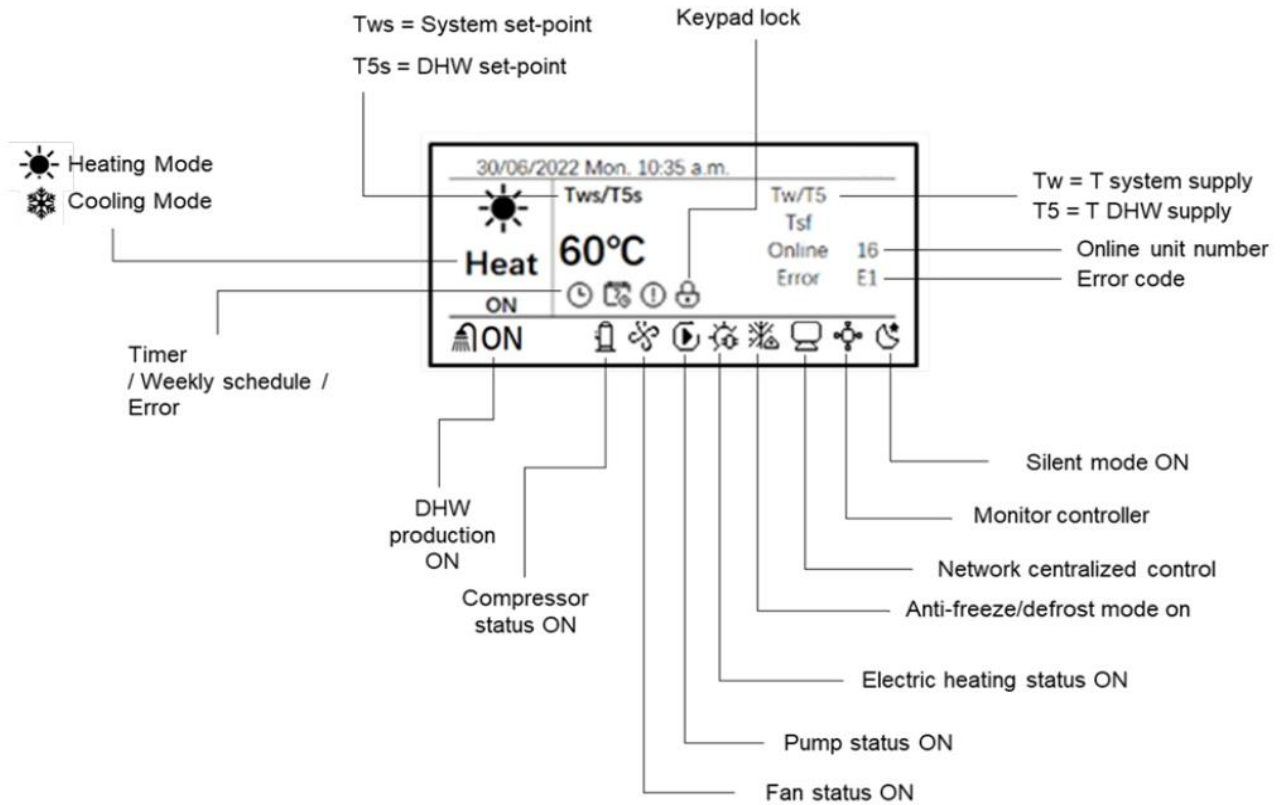 Tws = System set-point
T5s = DHW set-point
Keypad lock
Heating Mode
Cooling Mode
30/06/2022 Mon. 10:35 a.m.
Tws/T5s
60°C
Heat
ON
ON
Tw/T5
Tsf
Online 16
Error E1
Tw = T system supply
T5 = T DHW supply
Online unit number
Error code
Timer
/ Weekly schedule /
Error
DHW
production
ON
Compressor
status ON
Silent mode ON
Monitor controller
Network centralized control
Anti-freeze/defrost mode on
Electric heating status ON
Pump status ON
Fan status ON